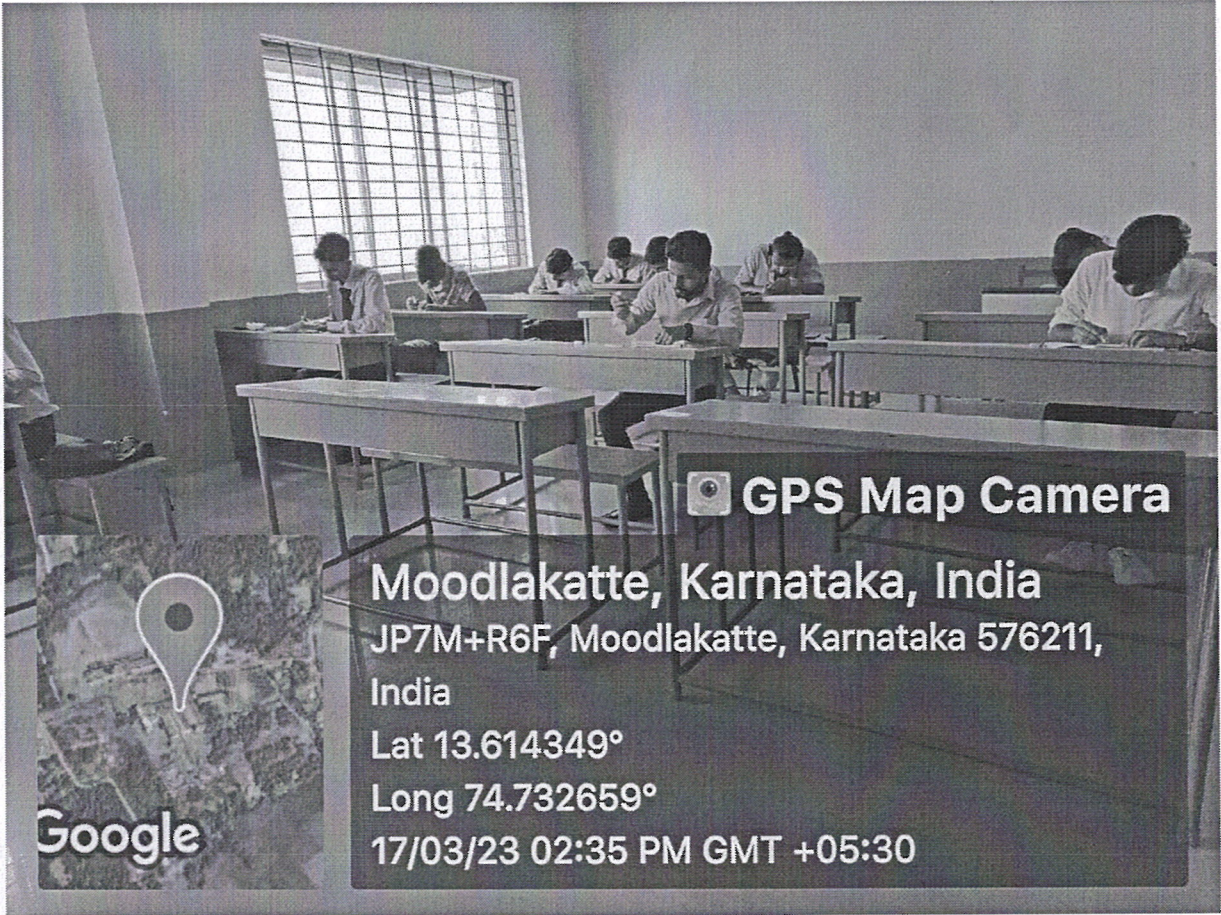 GPS Map Camera
Moodlakatte, Karnataka, India
JP7M+R6F, Moodlakatte, Karnataka 576211,
India
Lat 13.614349°
Long 74.732659°
17/03/23 02:35 PM GMT +05:30
Google